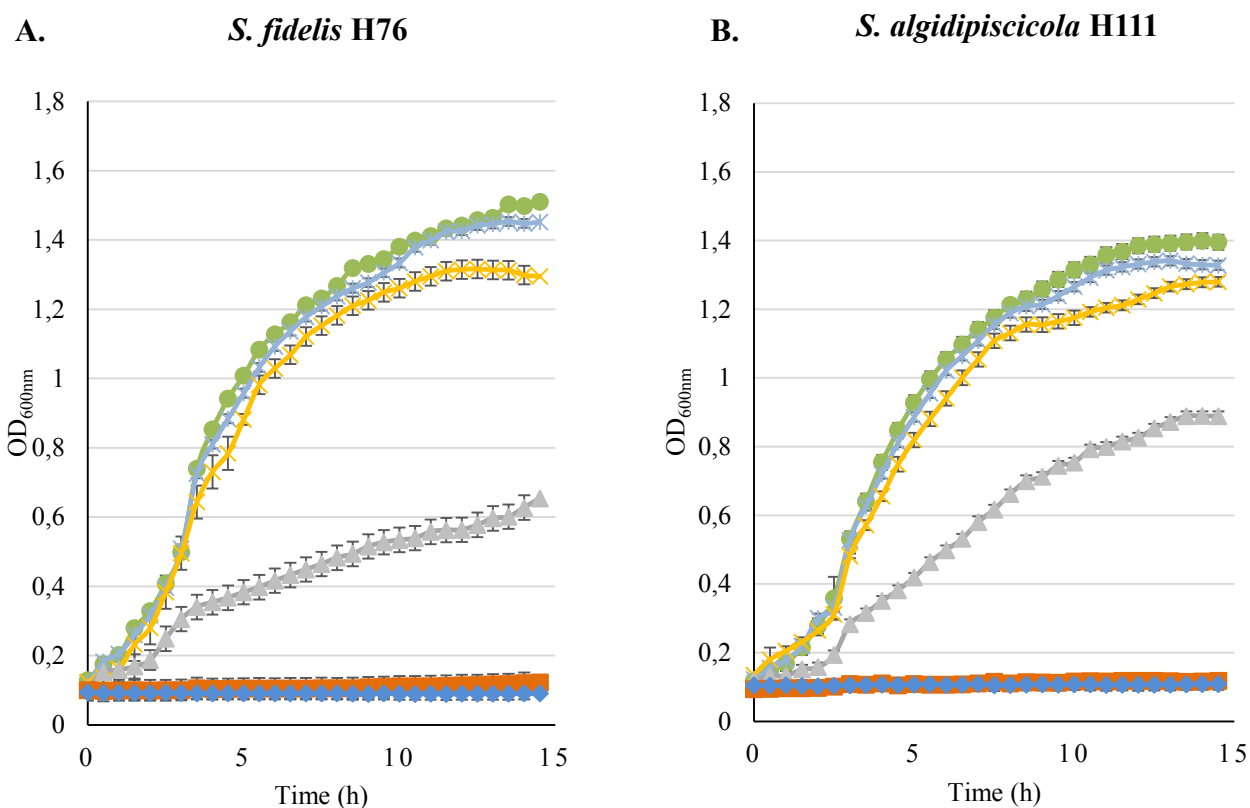 A. S. fidelis H76
B. S. algidipiscicola H111
1,8
1,6
1,4
1,2
1
0,8
0,6
0,4
0,2
0
OD600nm
0 5 10 15
Time (h)
1,8
1,6
1,4
1,2
1
0,8
0,6
0,4
0,2
0
OD600nm
0 5 10 15
Time (h)